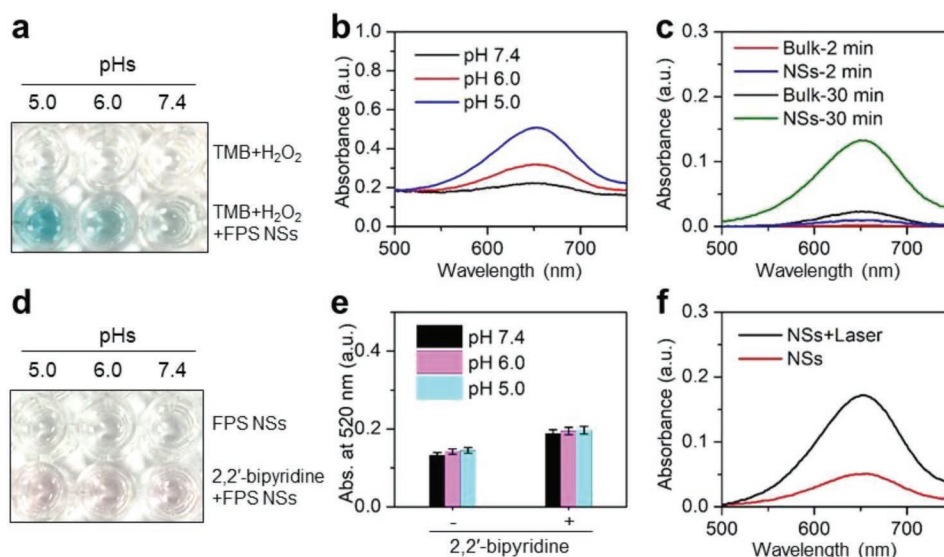 a
pHs
5.0 6.0 7.4
TMB+H₂O₂
TMB+H₂O₂
+FPS NSs
b
Absorbance (a.u.)
1.0
0.8
0.6
0.4
0.2
0.0
pH 7.4
pH 6.0
pH 5.0
500 600 700
Wavelength (nm)
c
Absorbance (a.u.)
0.3
0.2
0.1
0.0
Bulk-2 min
NSs-2 min
Bulk-30 min
NSs-30 min
500 600 700
Wavelength (nm)
d
pHs
5.0 6.0 7.4
FPS NSs
2,2′-bipyridine
+FPS NSs
e
Abs. at 520 nm (a.u.)
0.4
0.2
0.0
pH 7.4
pH 6.0
pH 5.0
- +
2,2′-bipyridine
f
Absorbance (a.u.)
0.3
0.2
0.1
0.0
NSs+Laser
NSs
500 600 700
Wavelength (nm)